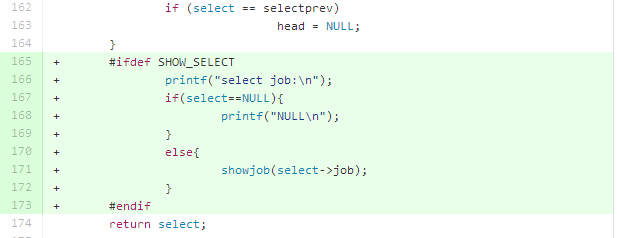 162 if (select == selectprev)
163 head = NULL;
164 }
165 + #ifdef SHOW_SELECT
166 + printf("select job:\n");
167 + if(select==NULL){
168 + printf("NULL\n");
169 + }
170 + else{
171 + showjob(select->job);
172 + }
173 + #endif
174 return select;